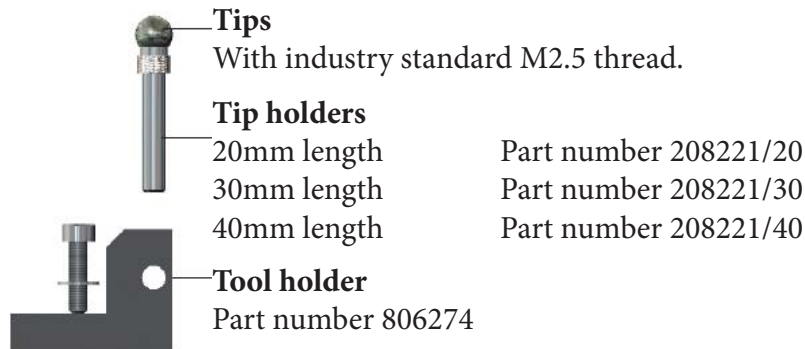 Tips
With industry standard M2.5 thread.
Tip holders
20mm length Part number 208221/20
30mm length Part number 208221/30
40mm length Part number 208221/40
Tool holder
Part number 806274